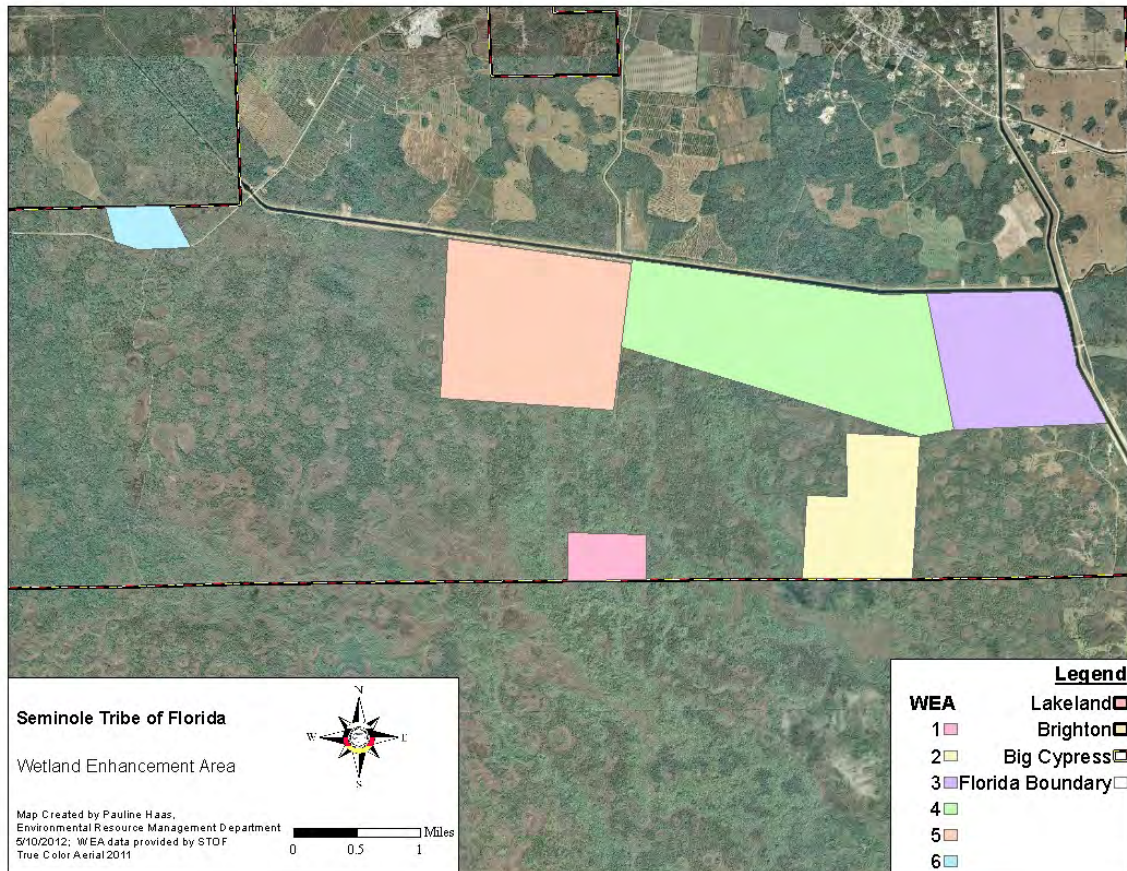 Seminole Tribe of Florida
Wetland Enhancement Area
Map Created by Pauline Haas,
Environmental Resource Management Department
5/10/2012; WEA data provided by STOF
True Color Aerial 2011
N
W E
S
Miles
0 0.5 1
Legend
WEA Lakeland
1 Brighton
2 Big Cypress
3 Florida Boundary
4
5
6